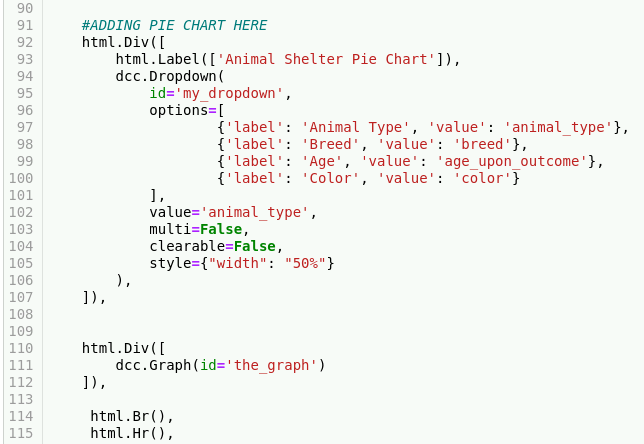 90
91     #ADDING PIE CHART HERE
92     html.Div([
93         html.Label(['Animal Shelter Pie Chart']),
94         dcc.Dropdown(
95             id='my_dropdown',
96             options=[
97                     {'label': 'Animal Type', 'value': 'animal_type'},
98                     {'label': 'Breed', 'value': 'breed'},
99                     {'label': 'Age', 'value': 'age_upon_outcome'},
100                     {'label': 'Color', 'value': 'color'}
101             ],
102             value='animal_type',
103             multi=False,
104             clearable=False,
105             style={"width": "50%"}
106         ),
107     ]),
108
109
110     html.Div([
111         dcc.Graph(id='the_graph')
112     ]),
113
114      html.Br(),
115      html.Hr(),